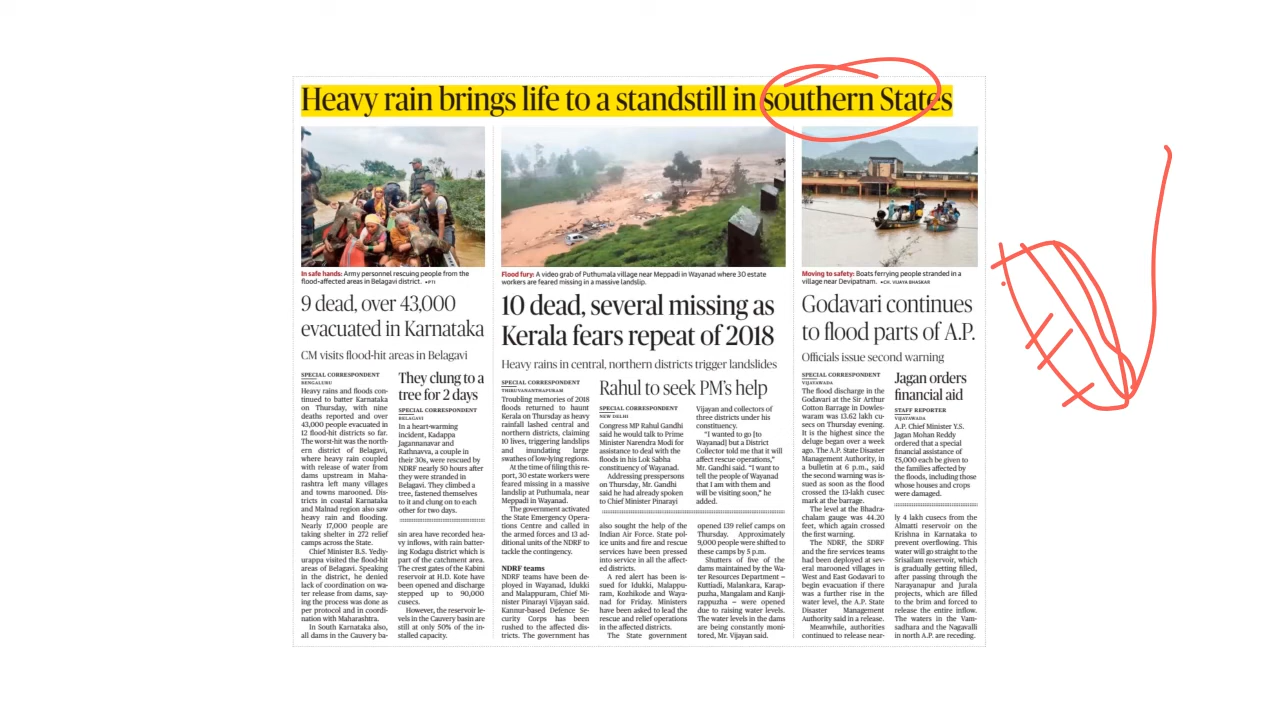 Heavy rain brings life to a standstill in southern States
In safe hands: Army personnel rescuing people from the
flood-affected areas in Belagavi district. •PTI
9 dead, over 43,000
evacuated in Karnataka
CM visits flood-hit areas in Belagavi
SPECIAL CORRESPONDENT
BENGALURU
Heavy rains and floods con-
tinued to batter Karnataka
on Thursday, with nine
deaths reported and over
43,000 people evacuated in
12 flood-hit districts so far.
The worst-hit was the north-
ern district of Belagavi,
where heavy rain coupled
with release of water from
dams upstream in Maha-
rashtra left many villages
and towns marooned. Dis-
tricts in coastal Karnataka
and Malnad region also saw
heavy rain and flooding.
Nearly 17,000 people are
taking shelter in 272 relief
camps across the State.
Chief Minister B.S. Yediy-
urappa visited the flood-hit
areas of Belagavi. Speaking
in the district, he denied
lack of coordination on wa-
ter release from dams, say-
ing the process was done as
per protocol and in coordi-
nation with Maharashtra.
In South Karnataka also,
all dams in the Cauvery ba-
They clung to a
tree for 2 days
SPECIAL CORRESPONDENT
BELAGAVI
In a heart-warming
incident, Kadappa
Jagannanavar and
Rathnavva, a couple in
their 30s, were rescued by
NDRF nearly 50 hours after
they were stranded in
Belagavi. They climbed a
tree, fastened themselves
to it and clung on to each
other for two days.
sin area have recorded hea-
vy inflows, with rain batter-
ing Kodagu district which is
part of the catchment area.
The crest gates of the Kabini
reservoir at H.D. Kote have
been opened and discharge
stepped up to 90,000
cusecs.
However, the reservoir le-
vels in the Cauvery basin are
still at only 50% of the in-
stalled capacity.
Flood fury: A video grab of Puthumala village near Meppadi in Wayanad where 30 estate
workers are feared missing in a massive landslip.
10 dead, several missing as
Kerala fears repeat of 2018
Heavy rains in central, northern districts trigger landslides
SPECIAL CORRESPONDENT
THIRUVANANTHAPURAM
Troubling memories of 2018
floods returned to haunt
Kerala on Thursday as heavy
rainfall lashed central and
northern districts, claiming
10 lives, triggering landslips
and inundating large
swathes of low-lying regions.
At the time of filing this re-
port, 30 estate workers were
feared missing in a massive
landslip at Puthumala, near
Meppadi in Wayanad.
The government activated
the State Emergency Opera-
tions Centre and called in
the armed forces and 13 ad-
ditional units of the NDRF to
tackle the contingency.
NDRF teams
NDRF teams have been de-
ployed in Wayanad, Idukki
and Malappuram, Chief Mi-
nister Pinarayi Vijayan said.
Kannur-based Defence Se-
curity Corps has been
rushed to the affected dis-
tricts. The government has
Rahul to seek PM's help
SPECIAL CORRESPONDENT
NEW DELHI
Congress MP Rahul Gandhi
said he would talk to Prime
Minister Narendra Modi for
assistance to deal with the
floods in his Lok Sabha
constituency of Wayanad.
Addressing presspersons
on Thursday, Mr. Gandhi
said he had already spoken
to Chief Minister Pinarayi
Vijayan and collectors of
three districts under his
constituency.
"I wanted to go [to
Wayanad] but a District
Collector told me that it will
affect rescue operations,"
Mr. Gandhi said. "I want to
tell the people of Wayanad
that I am with them and
will be visiting soon," he
added.
also sought the help of the
Indian Air Force. State pol-
ice units and fire and rescue
services have been pressed
into service in all the affect-
ed districts.
A red alert has been is-
sued for Idukki, Malappu-
ram, Kozhikode and Waya-
nad for Friday. Ministers
have been asked to lead the
rescue and relief operations
in the affected districts.
The State government
opened 139 relief camps on
Thursday. Approximately
9,000 people were shifted to
these camps by 5 p.m.
Shutters of five of the
dams maintained by the Wa-
ter Resources Department –
Kuttiadi, Malankara, Karap-
puzha, Mangalam and Kanji-
rappuzha – were opened
due to raising water levels.
The water levels in the dams
are being constantly moni-
tored, Mr. Vijayan said.
Moving to safety: Boats ferrying people stranded in a
village near Devipatnam. •CH. VIJAYA BHASKAR
Godavari continues
to flood parts of A.P.
Officials issue second warning
SPECIAL CORRESPONDENT
VIJAYAWADA
The flood discharge in the
Godavari at the Sir Arthur
Cotton Barrage in Dowles-
waram was 13.62 lakh cu-
secs on Thursday evening.
It is the highest since the
deluge began over a week
ago. The A.P. State Disaster
Management Authority, in
a bulletin at 6 p.m., said
the second warning was is-
sued as soon as the flood
crossed the 13-lakh cusec
mark at the barrage.
The level at the Bhadra-
chalam gauge was 44.20
feet, which again crossed
the first warning.
The NDRF, the SDRF
and the fire services teams
had been deployed at seve-
ral marooned villages in
West and East Godavari to
begin evacuation if there
was a further rise in the
water level, the A.P. State
Disaster Management
Authority said in a release.
Meanwhile, authorities
continued to release near-
Jagan orders
financial aid
STAFF REPORTER
VIJAYAWADA
A.P. Chief Minister Y.S.
Jagan Mohan Reddy
ordered that a special
financial assistance of
₹5,000 each be given to
the families affected by
the floods, including those
whose houses and crops
were damaged.
ly 4 lakh cusecs from the
Almatti reservoir on the
Krishna in Karnataka to
prevent overflowing. This
water will go straight to the
Srisailam reservoir, which
is gradually getting filled,
after passing through the
Narayanapur and Jurala
projects, which are filled
to the brim and forced to
release the entire inflow.
The waters in the Vam-
sadhara and the Nagavalli
in north A.P. are receding.